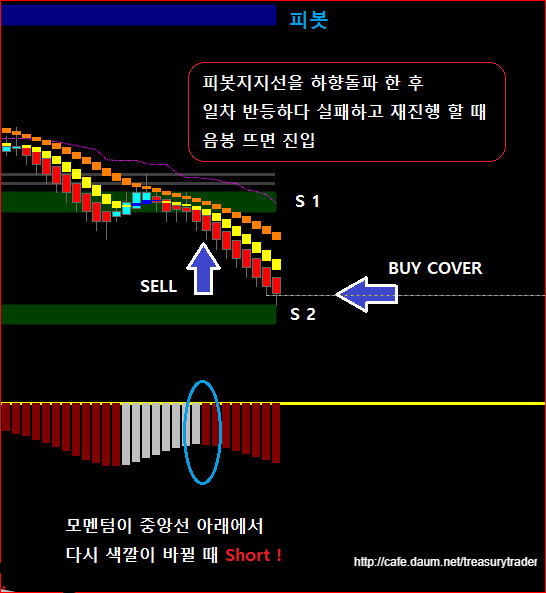 피봇
피봇지지선을 하향돌파 한 후
일차 반등하다 실패하고 재진행 할 때
음봉 뜨면 진입
S 1
BUY COVER
SELL
S 2
모멘텀이 중앙선 아래에서
다시 색깔이 바뀔 때 Short !
http://cafe.daum.net/treasurytrader